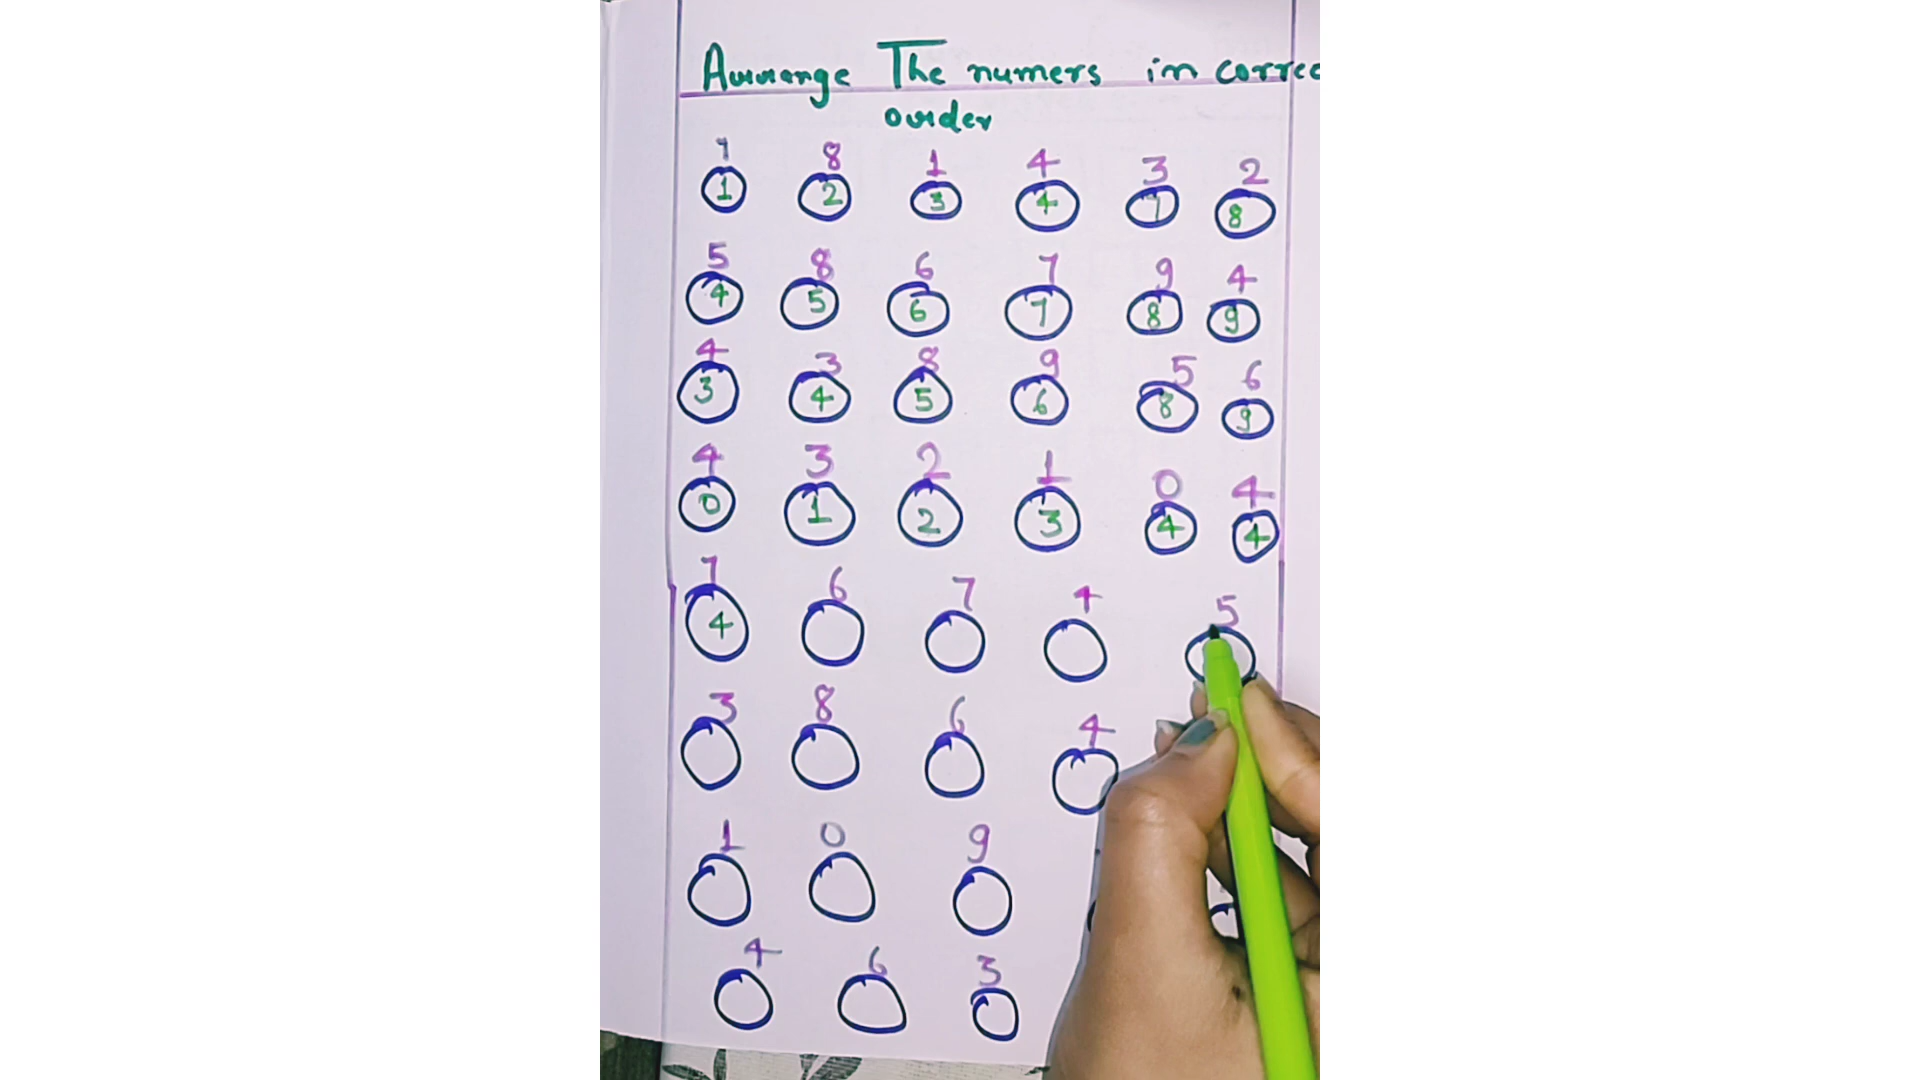 Arrange The numers in correc
order
7 8 1 4 3 2
1 2 3 4 7 8
5 8 6 7 9 4
4 5 6 7 8 9
4 3 8 9 5 6
3 4 5 6 8 9
4 3 2 1 0 4
0 1 2 3 4 4
7 6 7 4 5
4
3 8 6 4
1 0 9
4 6 3